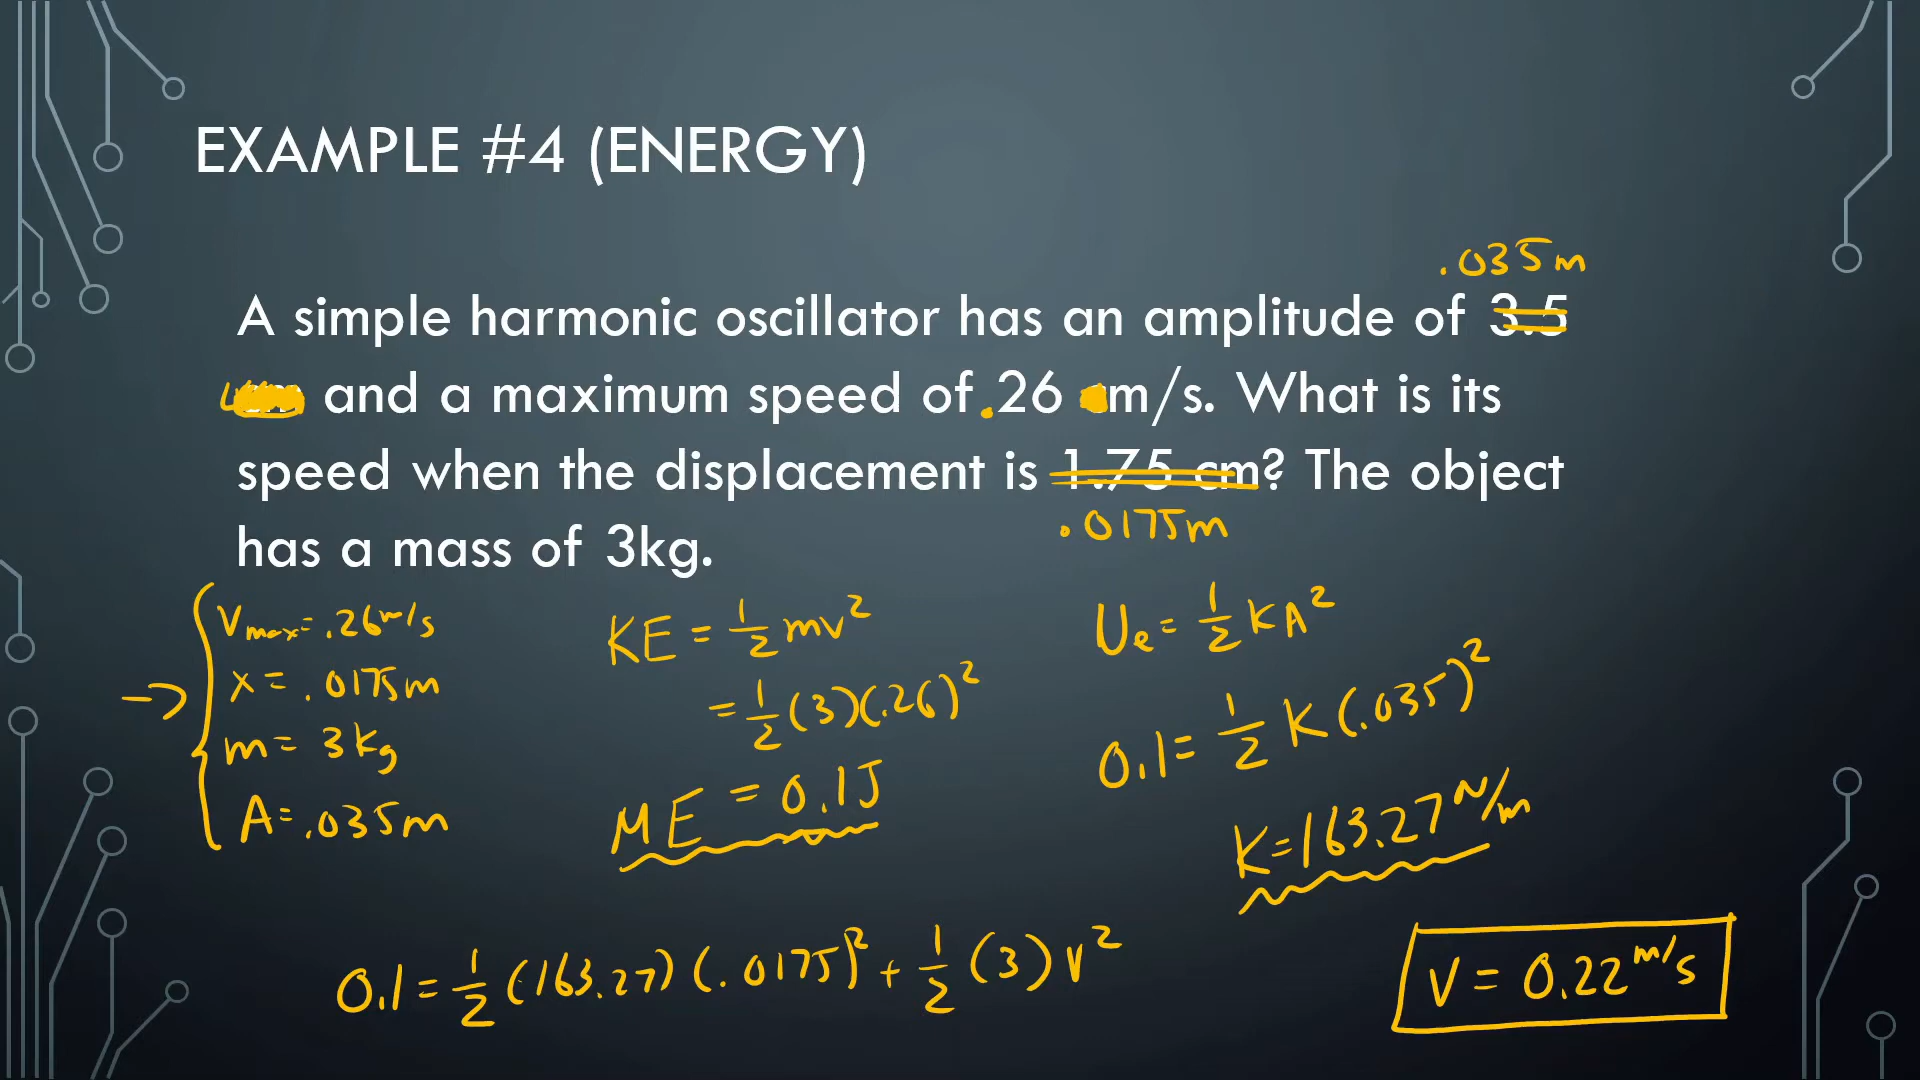 EXAMPLE #4 (ENERGY)
.035m
A simple harmonic oscillator has an amplitude of 3.5
and a maximum speed of .26 m/s. What is its
speed when the displacement is 1.75 cm? The object
.0175m
has a mass of 3kg.
Vmax = .26 m/s
x = .0175m
m = 3kg
A = .035m
KE = 1/2 mv²
= 1/2 (3)(.26)²
ME = 0.1J
Ue = 1/2 KA²
0.1 = 1/2 K(.035)²
K = 163.27 N/m
0.1 = 1/2 (163.27)(.0175)² + 1/2 (3) v²
V = 0.22 m/s